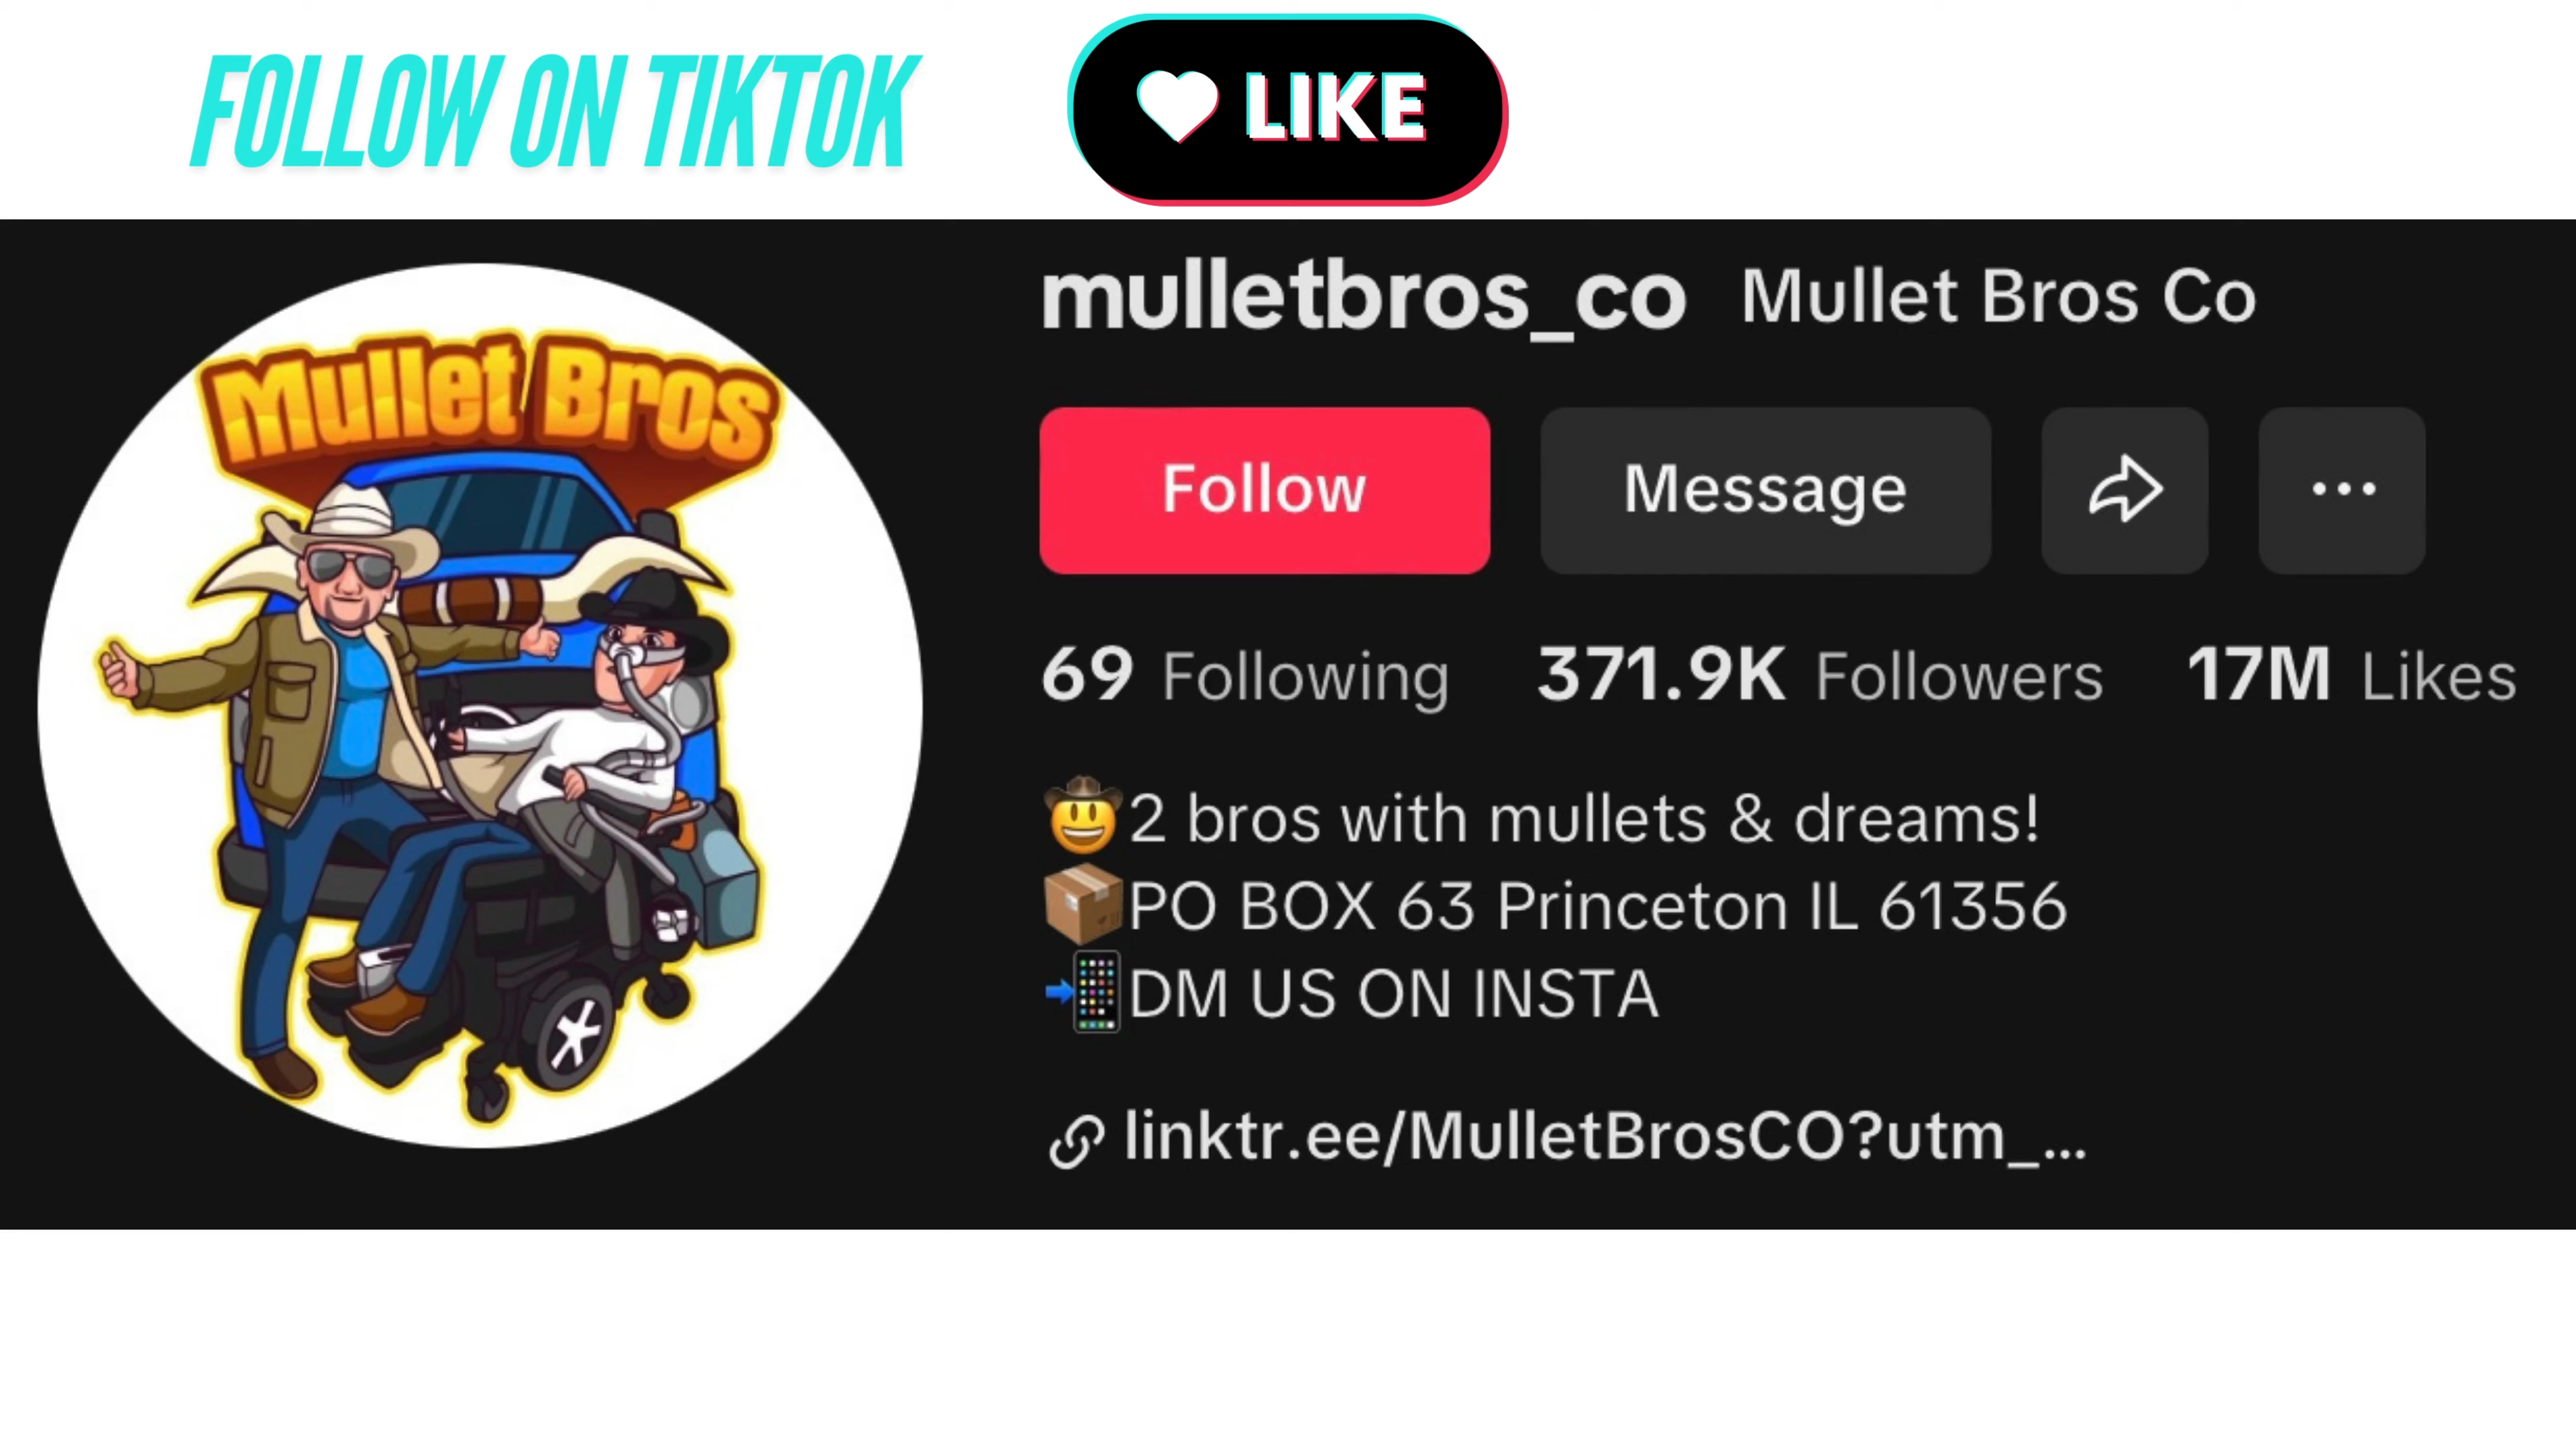 FOLLOW ON TIKTOK
LIKE
Mullet Bros
mulletbros_co Mullet Bros Co
Follow Message
69 Following 371.9K Followers 17M Likes
🤠2 bros with mullets & dreams!
📦PO BOX 63 Princeton IL 61356
📲DM US ON INSTA
linktr.ee/MulletBrosCO?utm_...